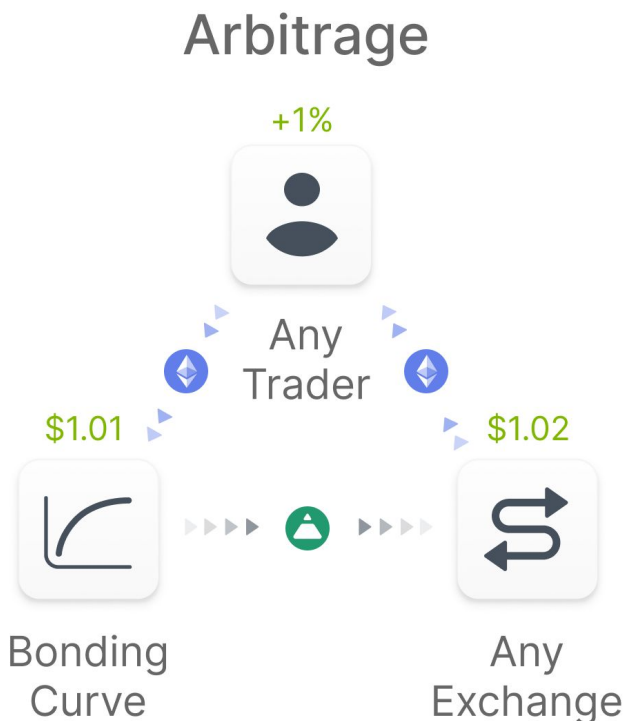 Arbitrage
+1%
Any
Trader
$1.01
$1.02
Bonding
Curve
Any
Exchange